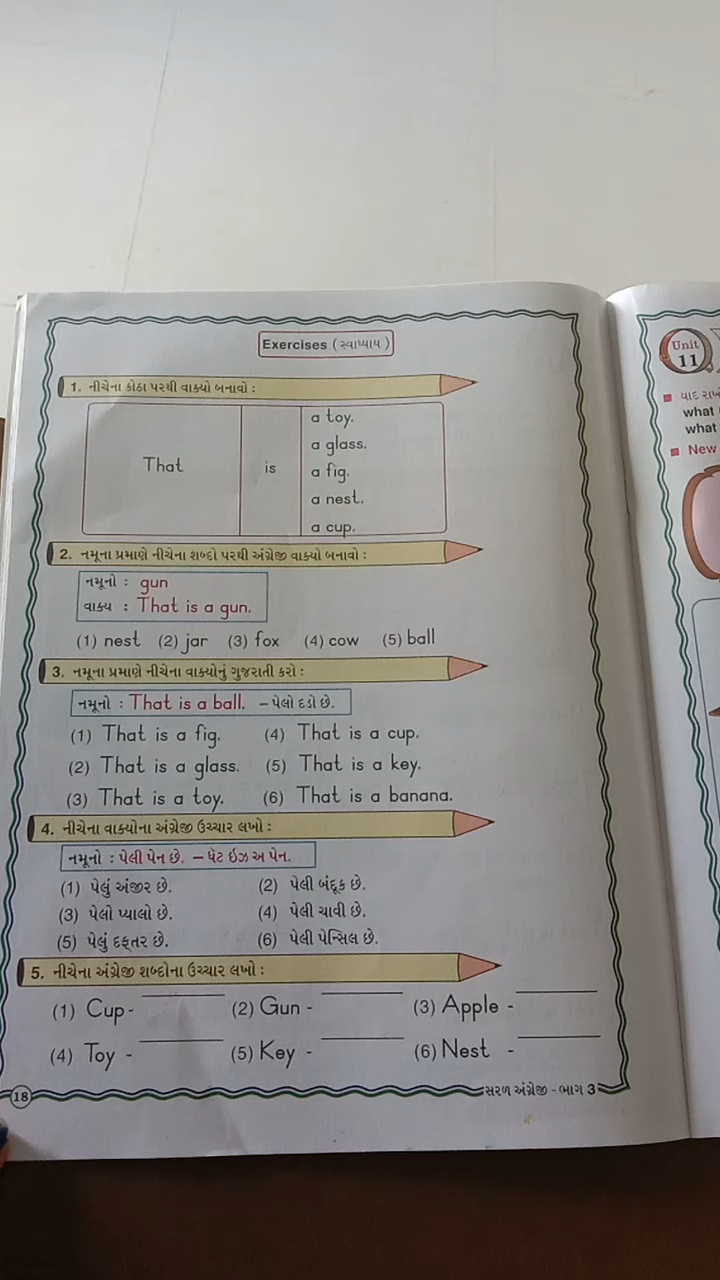 Exercises (સ્વાધ્યાય)
1. નીચેના કોઠા પરથી વાક્યો બનાવો :
a toy.
a glass.
That is a fig.
a nest.
a cup.
2. નમૂના પ્રમાણે નીચેના શબ્દો પરથી અંગ્રેજી વાક્યો બનાવો :
નમૂનો : gun
વાક્ય : That is a gun.
(1) nest (2) jar (3) fox (4) cow (5) ball
3. નમૂના પ્રમાણે નીચેના વાક્યોનું ગુજરાતી કરો :
નમૂનો : That is a ball. – પેલો દડો છે.
(1) That is a fig. (4) That is a cup.
(2) That is a glass. (5) That is a key.
(3) That is a toy. (6) That is a banana.
4. નીચેના વાક્યોના અંગ્રેજી ઉચ્ચાર લખો :
નમૂનો : પેલી પેન છે. – ધૅટ ઇઝ અ પેન.
(1) પેલું અંજીર છે. (2) પેલી બંદૂક છે.
(3) પેલો પ્યાલો છે. (4) પેલી ચાવી છે.
(5) પેલું દફ્તર છે. (6) પેલી પેન્સિલ છે.
5. નીચેના અંગ્રેજી શબ્દોના ઉચ્ચાર લખો :
(1) Cup - (2) Gun - (3) Apple -
(4) Toy - (5) Key - (6) Nest -
18 સરળ અંગ્રેજી - ભાગ 3
Unit
11
યાદ
what
what
New